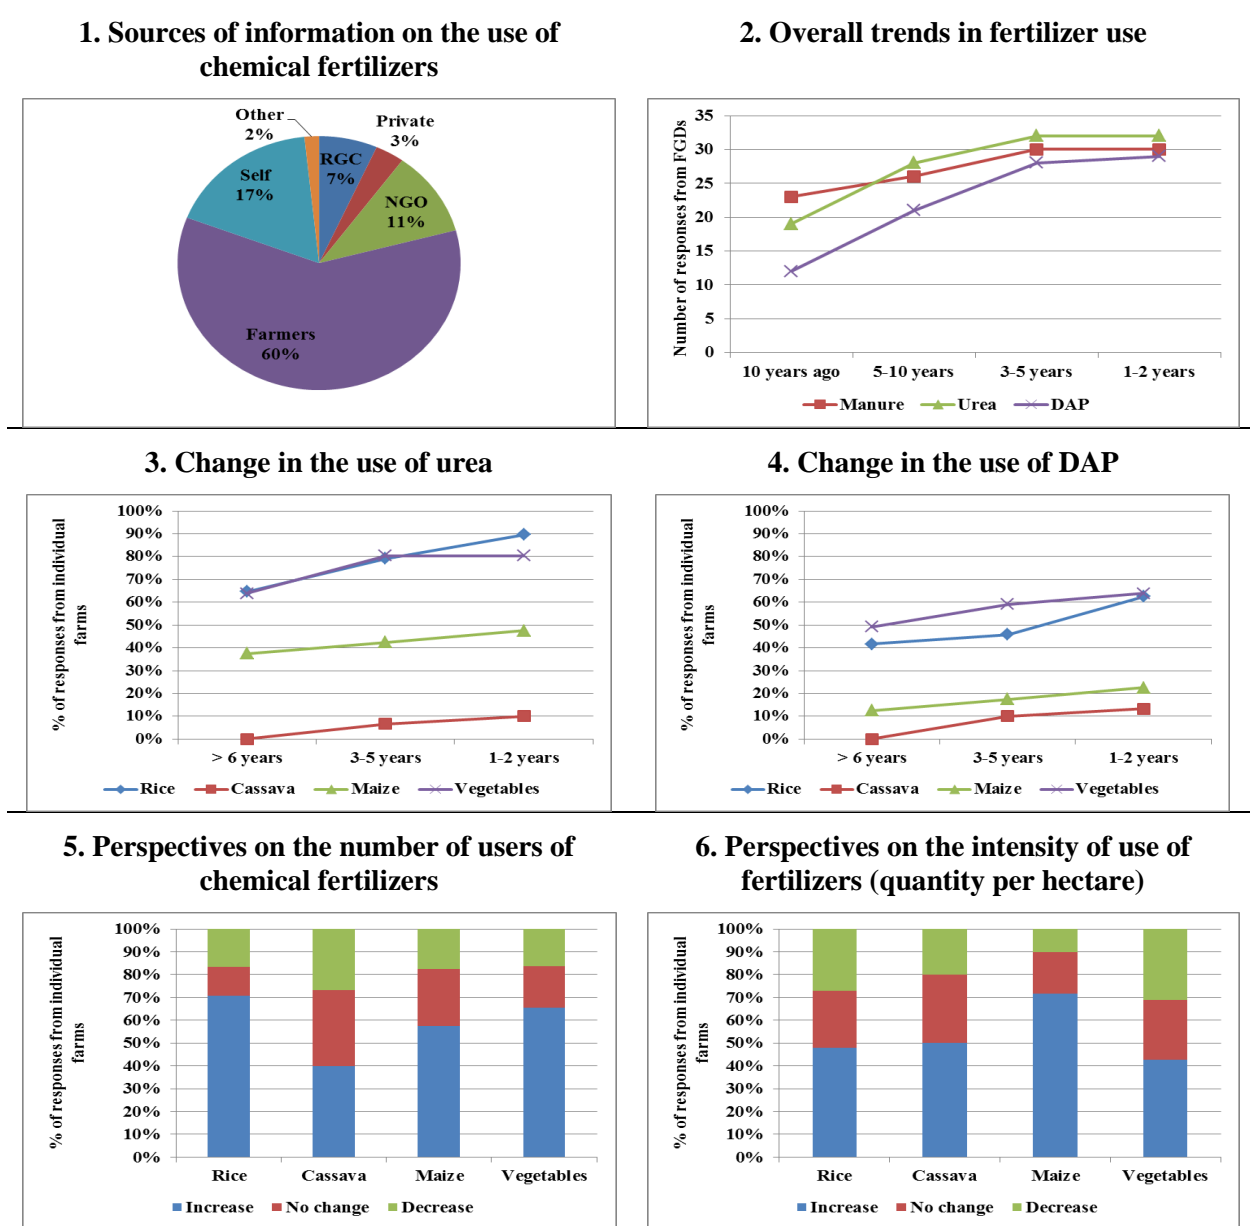 1. Sources of information on the use of
chemical fertilizers
Other
2%
Private
3%
RGC
7%
Self
17%
NGO
11%
Farmers
60%
2. Overall trends in fertilizer use
Number of responses from FGDs
35
30
25
20
15
10
5
0
10 years ago 5-10 years 3-5 years 1-2 years
Manure Urea DAP
3. Change in the use of urea
% of responses from individual
farms
100%
90%
80%
70%
60%
50%
40%
30%
20%
10%
0%
> 6 years 3-5 years 1-2 years
Rice Cassava Maize Vegetables
4. Change in the use of DAP
% of responses from individual
farms
100%
90%
80%
70%
60%
50%
40%
30%
20%
10%
0%
> 6 years 3-5 years 1-2 years
Rice Cassava Maize Vegetables
5. Perspectives on the number of users of
chemical fertilizers
% of responses from individual
farms
100%
90%
80%
70%
60%
50%
40%
30%
20%
10%
0%
Rice Cassava Maize Vegetables
Increase No change Decrease
6. Perspectives on the intensity of use of
fertilizers (quantity per hectare)
% of responses from individual
farms
100%
90%
80%
70%
60%
50%
40%
30%
20%
10%
0%
Rice Cassava Maize Vegetables
Increase No change Decrease